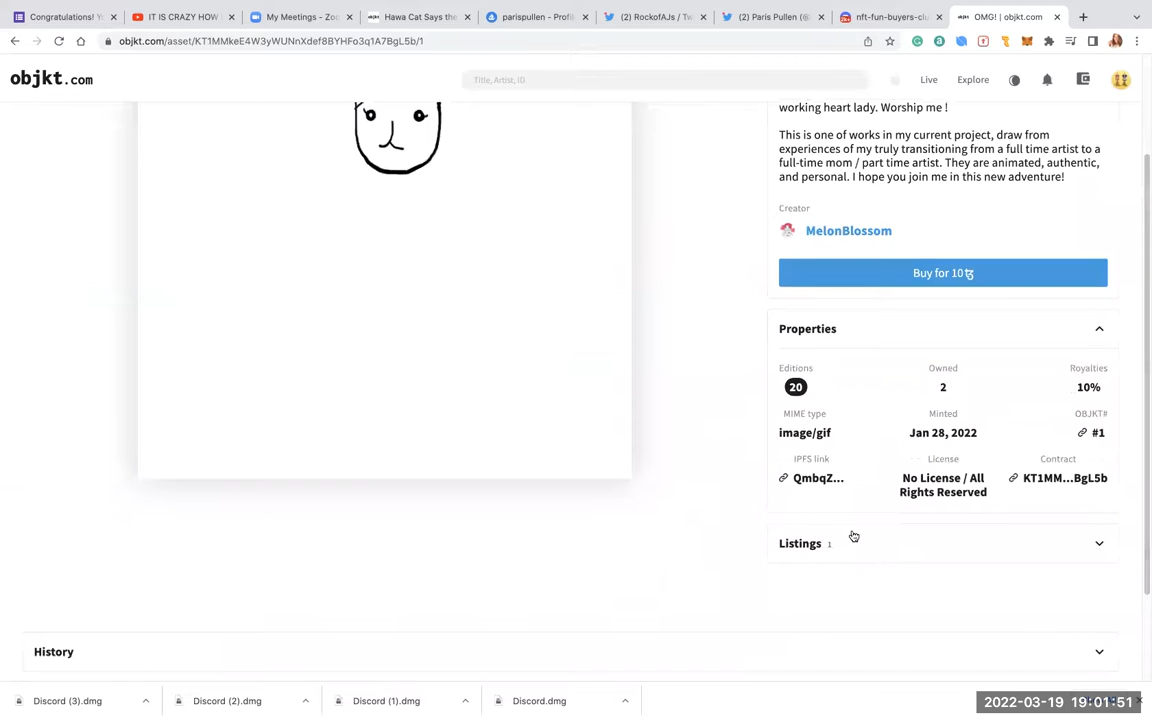 Congratulations! Y
IT IS CRAZY HOW
My Meetings - Zoo
Hawa Cat Says the
parispullen - Profil
(2) RockofAJs / Tw
(2) Paris Pullen (@
nft-fun-buyers-clu
OMG! | objkt.com
objkt.com/asset/KT1MMkeE4W3yWUNnXdef8BYHFo3q1A7BgL5b/1
objkt.com
Title, Artist, ID
Live
Explore
working heart lady. Worship me !
This is one of works in my current project, draw from
experiences of my truly transitioning from a full time artist to a
full-time mom / part time artist. They are animated, authentic,
and personal. I hope you join me in this new adventure!
Creator
MelonBlossom
Buy for 10 ꜩ
Properties
Editions Owned Royalties
20 2 10%
MIME type Minted OBJKT#
image/gif Jan 28, 2022 #1
IPFS link License Contract
QmbqZ... No License / All KT1MM...BgL5b
Rights Reserved
Listings 1
History
Discord (3).dmg
Discord (2).dmg
Discord (1).dmg
Discord.dmg
2022-03-19 19:01:51